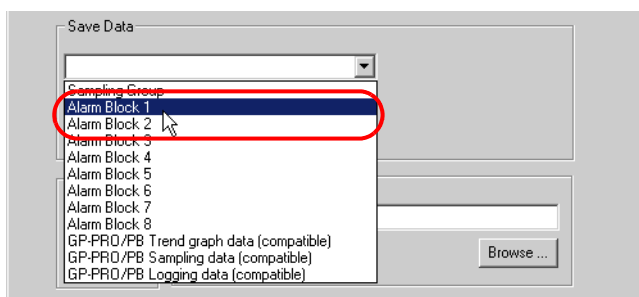 Save Data
Sampling Group
Alarm Block 1
Alarm Block 2
Alarm Block 3
Alarm Block 4
Alarm Block 5
Alarm Block 6
Alarm Block 7
Alarm Block 8
GP-PRO/PB Trend graph data (compatible)
GP-PRO/PB Sampling data (compatible)
GP-PRO/PB Logging data (compatible)
Browse ...